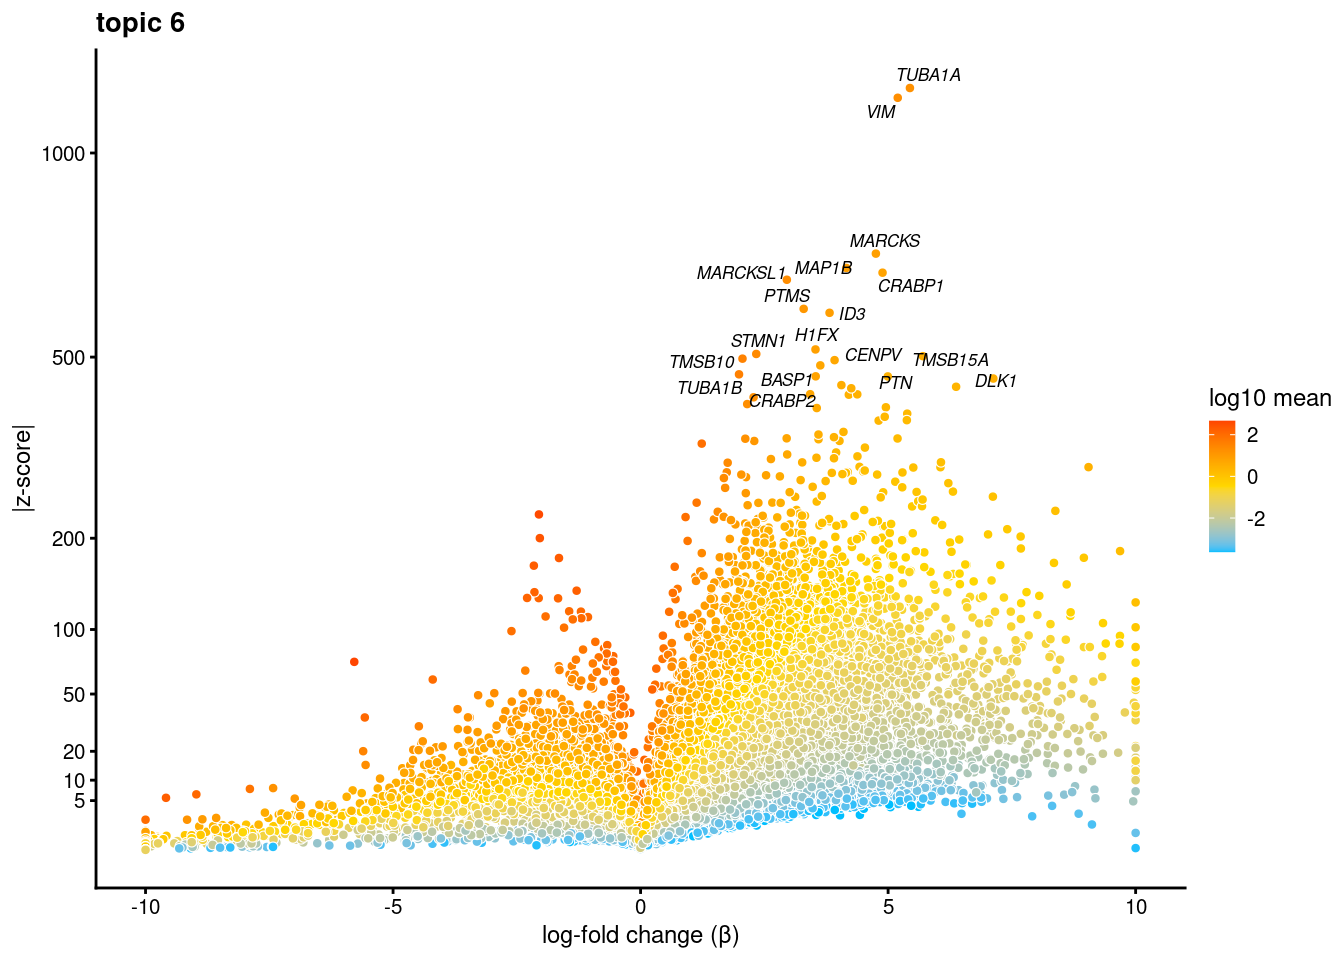 topic 6
TUBA1A
VIM
1000
MARCKS
MAP1B
MARCKSL1
CRABP1
PTMS
ID3
H1FX
STMN1
500
CENPV
TMSB15A
TMSB10
BASP1
PTN
DLK1
TUBA1B
CRABP2
log10 mean
2
0
-2
|z-score|
200
100
50
20
10
5
-10
-5
0
5
10
log-fold change (β)